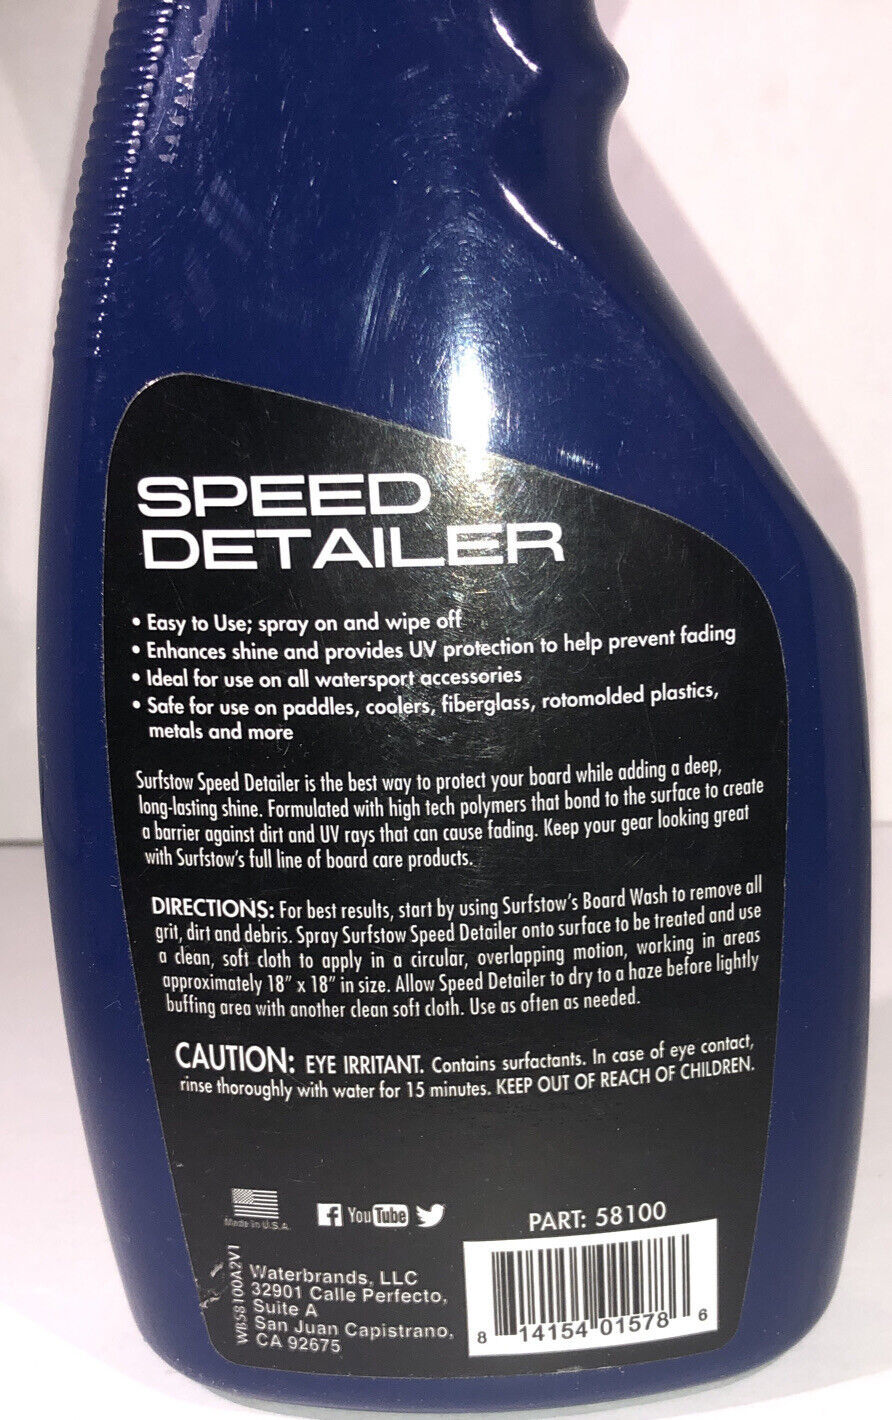 SPEED
DETAILER
• Easy to Use; spray on and wipe off
• Enhances shine and provides UV protection to help prevent fading
• Ideal for use on all watersport accessories
• Safe for use on paddles, coolers, fiberglass, rotomolded plastics,
metals and more
Surfstow Speed Detailer is the best way to protect your board while adding a deep,
long-lasting shine. Formulated with high tech polymers that bond to the surface to create
a barrier against dirt and UV rays that can cause fading. Keep your gear looking great
with Surfstow's full line of board care products.
DIRECTIONS: For best results, start by using Surfstow's Board Wash to remove all
grit, dirt and debris. Spray Surfstow Speed Detailer onto surface to be treated and use
a clean, soft cloth to apply in a circular, overlapping motion, working in areas
approximately 18" x 18" in size. Allow Speed Detailer to dry to a haze before lightly
buffing area with another clean soft cloth. Use as often as needed.
CAUTION: EYE IRRITANT. Contains surfactants. In case of eye contact,
rinse thoroughly with water for 15 minutes. KEEP OUT OF REACH OF CHILDREN.
Made in U.S.A.
f YouTube
PART: 58100
WB58100A2V1
Waterbrands, LLC
32901 Calle Perfecto,
Suite A
San Juan Capistrano,
CA 92675
8 14154 01578 6